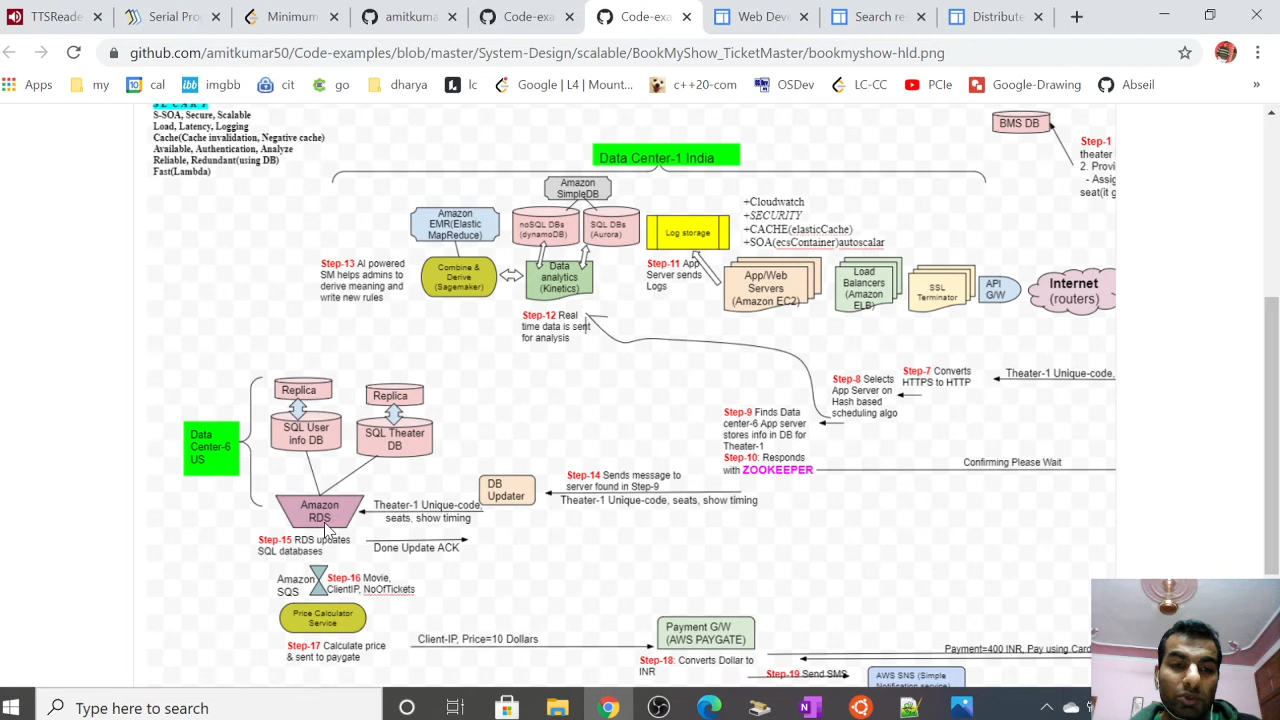 TTSReade
Serial Pro
Minimum
amitkuma
Code-exa
Code-exa
Web Dev
Search re
Distribute
github.com/amitkumar50/Code-examples/blob/master/System-Design/scalable/BookMyShow_TicketMaster/bookmyshow-hld.png
Apps
my
cal
imgbb
cit
go
dharya
lc
Google | L4 | Mount...
c++20-com
OSDev
LC-CC
PCIe
Google-Drawing
Abseil
»
S L C A R F
S-SOA, Secure, Scalable
Load, Latency, Logging
Cache(Cache invalidation, Negative cache)
Available, Authentication, Analyze
Reliable, Redundant(using DB)
Fast(Lambda)
BMS DB
Step-1
theater
2. Provi
- Assig
seat(it g
Data Center-1 India
Amazon
SimpleDB
Amazon
EMR(Elastic
MapReduce)
noSQL DBs
(dynamoDB)
SQL DBs
(Aurora)
Log storage
+Cloudwatch
+SECURITY
+CACHE(elasticCache)
+SOA(ecsContainer)autoscalar
Step-13 AI powered
SM helps admins to
derive meaning and
write new rules
Combine &
Derive
(Sagemaker)
Data
analytics
(Kinetics)
Step-11 App
Server sends
Logs
App/Web
Servers
(Amazon EC2)
Load
Balancers
(Amazon
ELB)
SSL
Terminator
API
G/W
Internet
(routers)
Step-12 Real
time data is sent
for analysis
Step-7 Converts
HTTPS to HTTP
Theater-1 Unique-code,
Step-8 Selects
App Server on
Hash based
scheduling algo
Replica
Replica
SQL User
info DB
SQL Theater
DB
Data
Center-6
US
Step-9 Finds Data
center-6 App server
stores info in DB for
Theater-1
Step-10: Responds
with ZOOKEEPER
Confirming Please Wait
Step-14 Sends message to
server found in Step-9
Theater-1 Unique-code, seats, show timing
DB
Updater
Amazon
RDS
Theater-1 Unique-code,
seats, show timing
Step-15 RDS updates
SQL databases
Done Update ACK
Amazon
SQS
Step-16 Movie,
ClientIP, NoOfTickets
Price Calculator
Service
Step-17 Calculate price
& sent to paygate
Client-IP, Price=10 Dollars
Payment G/W
(AWS PAYGATE)
Step-18: Converts Dollar to
INR
Payment=400 INR, Pay using Card
Step-19 Send SMS
AWS SNS (Simple
Notification service)
Type here to search